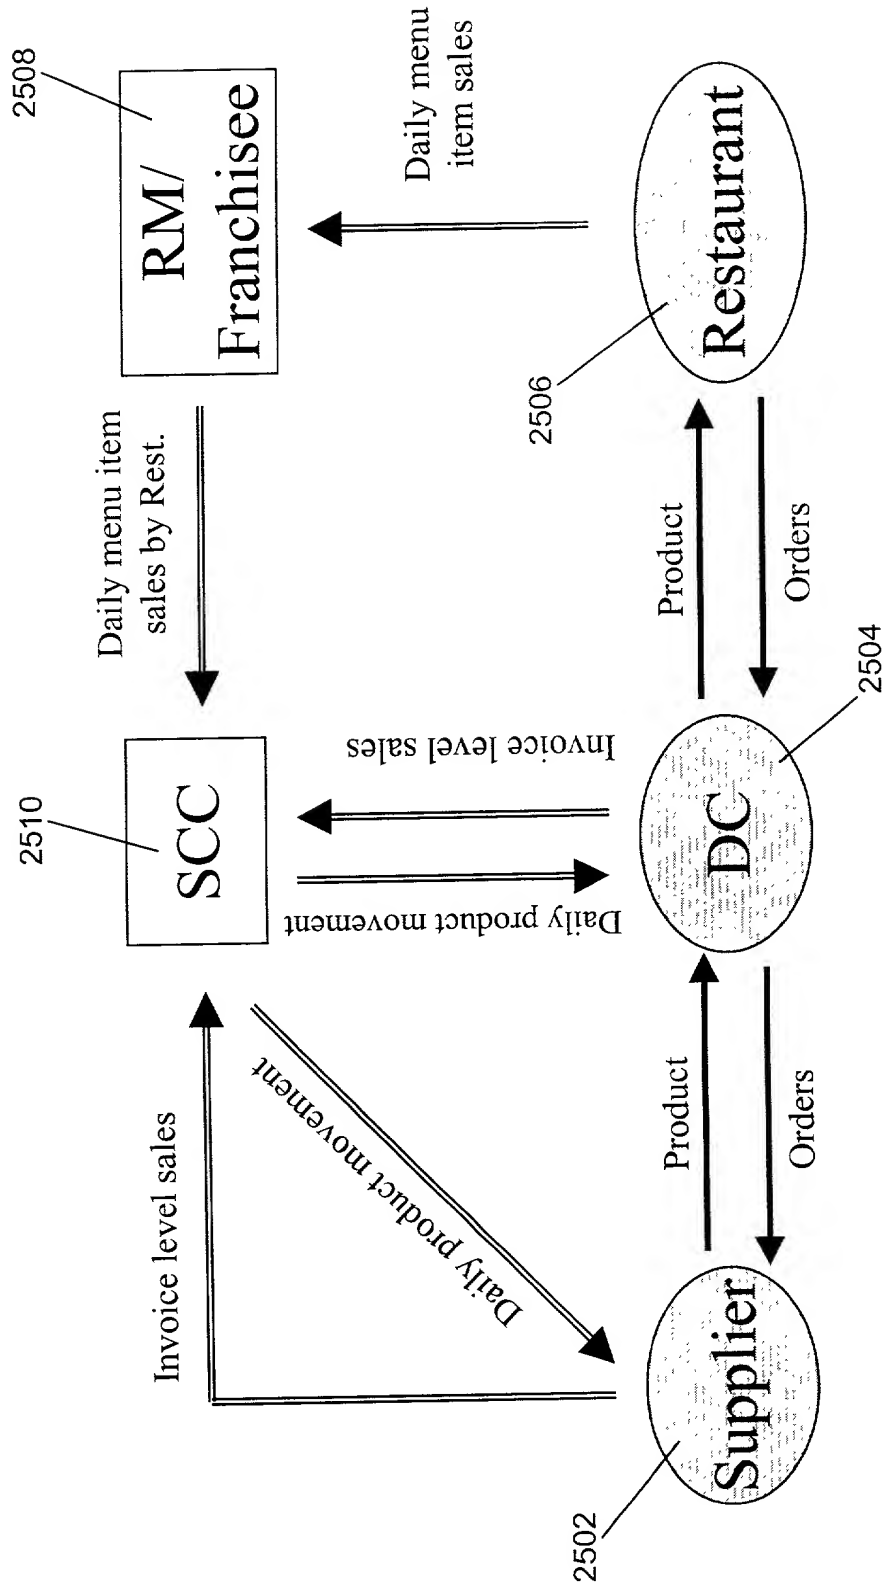 2510
SCC
Daily menu item
sales by Rest.
2508
RM/
Franchisee
Invoice level sales
Daily product movement
Daily product movement
Invoice level sales
Daily menu
item sales
2502
Supplier
Product
Orders
DC
2504
Product
Orders
2506
Restaurant